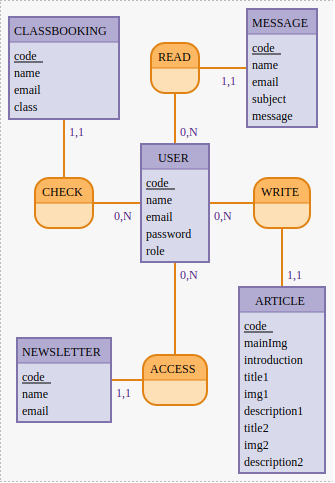 CLASSBOOKING
code
name
email
class
1,1
READ
MESSAGE
code
name
email
subject
message
1,1
0,N
CHECK
0,N
USER
code
name
email
password
role
0,N
WRITE
0,N
1,1
ARTICLE
code
mainImg
introduction
title1
img1
description1
title2
img2
description2
NEWSLETTER
code
name
email
1,1
ACCESS